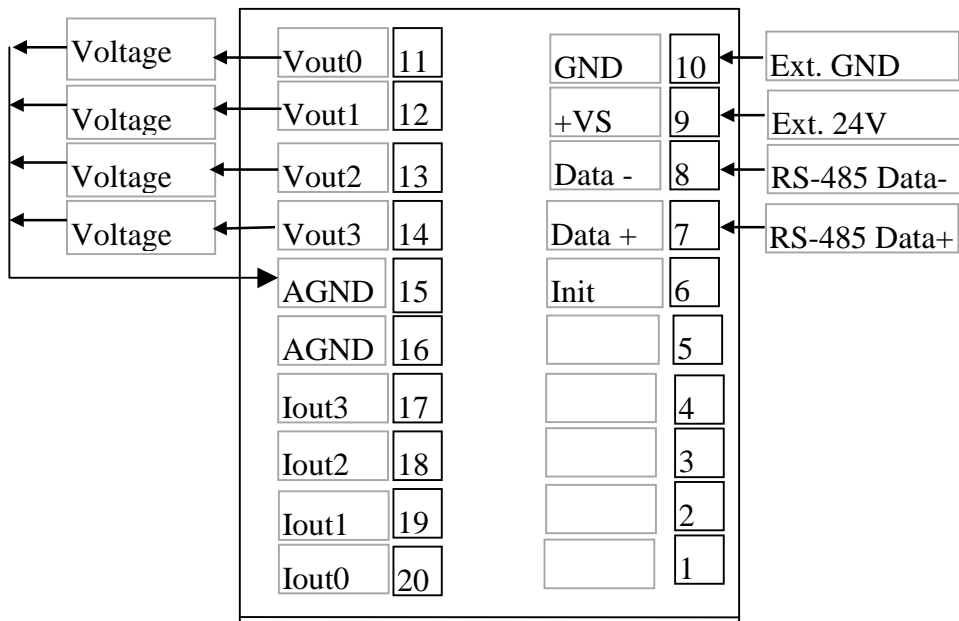 Voltage Vout0 11 GND 10 Ext. GND
Voltage Vout1 12 +VS 9 Ext. 24V
Voltage Vout2 13 Data - 8 RS-485 Data-
Voltage Vout3 14 Data + 7 RS-485 Data+
AGND 15 Init 6
AGND 16 5
Iout3 17 4
Iout2 18 3
Iout1 19 2
Iout0 20 1